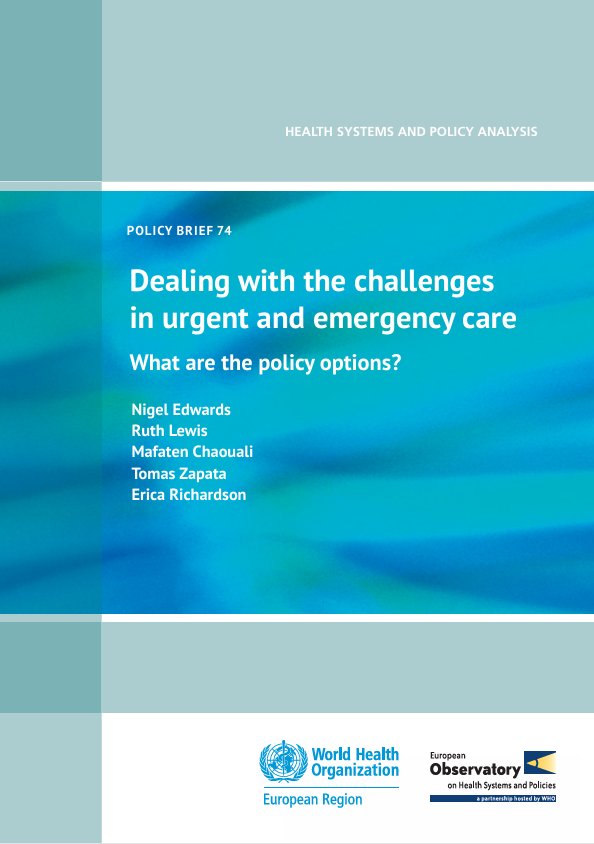 HEALTH SYSTEMS AND POLICY ANALYSIS
POLICY BRIEF 74
Dealing with the challenges
in urgent and emergency care
What are the policy options?
Nigel Edwards
Ruth Lewis
Mafaten Chaouali
Tomas Zapata
Erica Richardson
World Health
Organization
European Region
European
Observatory
on Health Systems and Policies
a partnership hosted by WHO